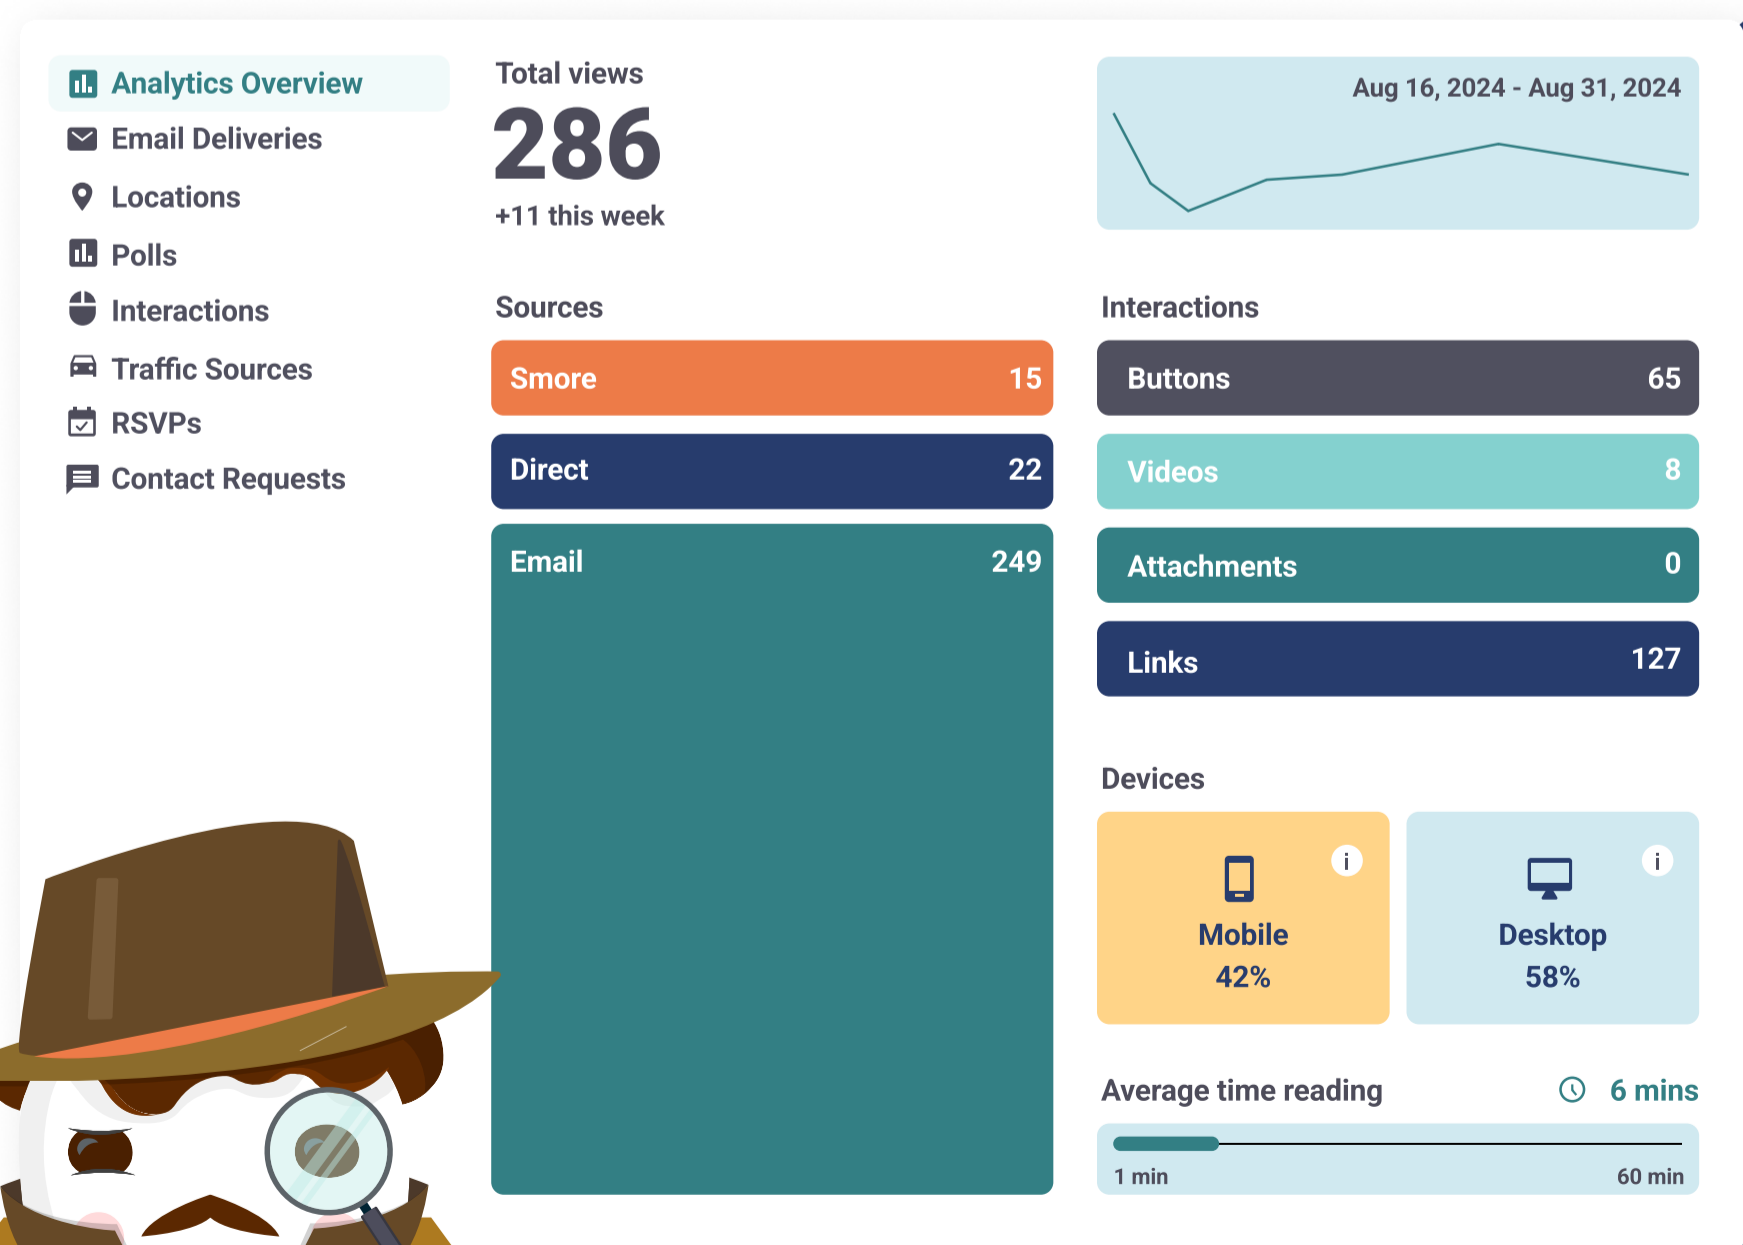 Analytics Overview
Email Deliveries
Locations
Polls
Interactions
Traffic Sources
RSVPs
Contact Requests
Total views
286
+11 this week
Aug 16, 2024 - Aug 31, 2024
Sources
Smore 15
Direct 22
Email 249
Interactions
Buttons 65
Videos 8
Attachments 0
Links 127
Devices
i
Mobile
42%
i
Desktop
58%
Average time reading 6 mins
1 min 60 min